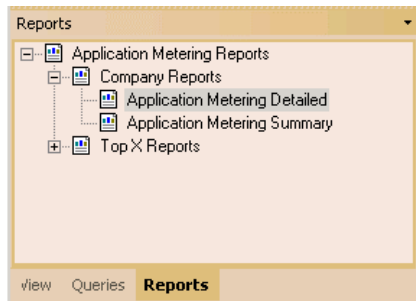 Reports
Application Metering Reports
Company Reports
Application Metering Detailed
Application Metering Summary
Top X Reports
View Queries Reports